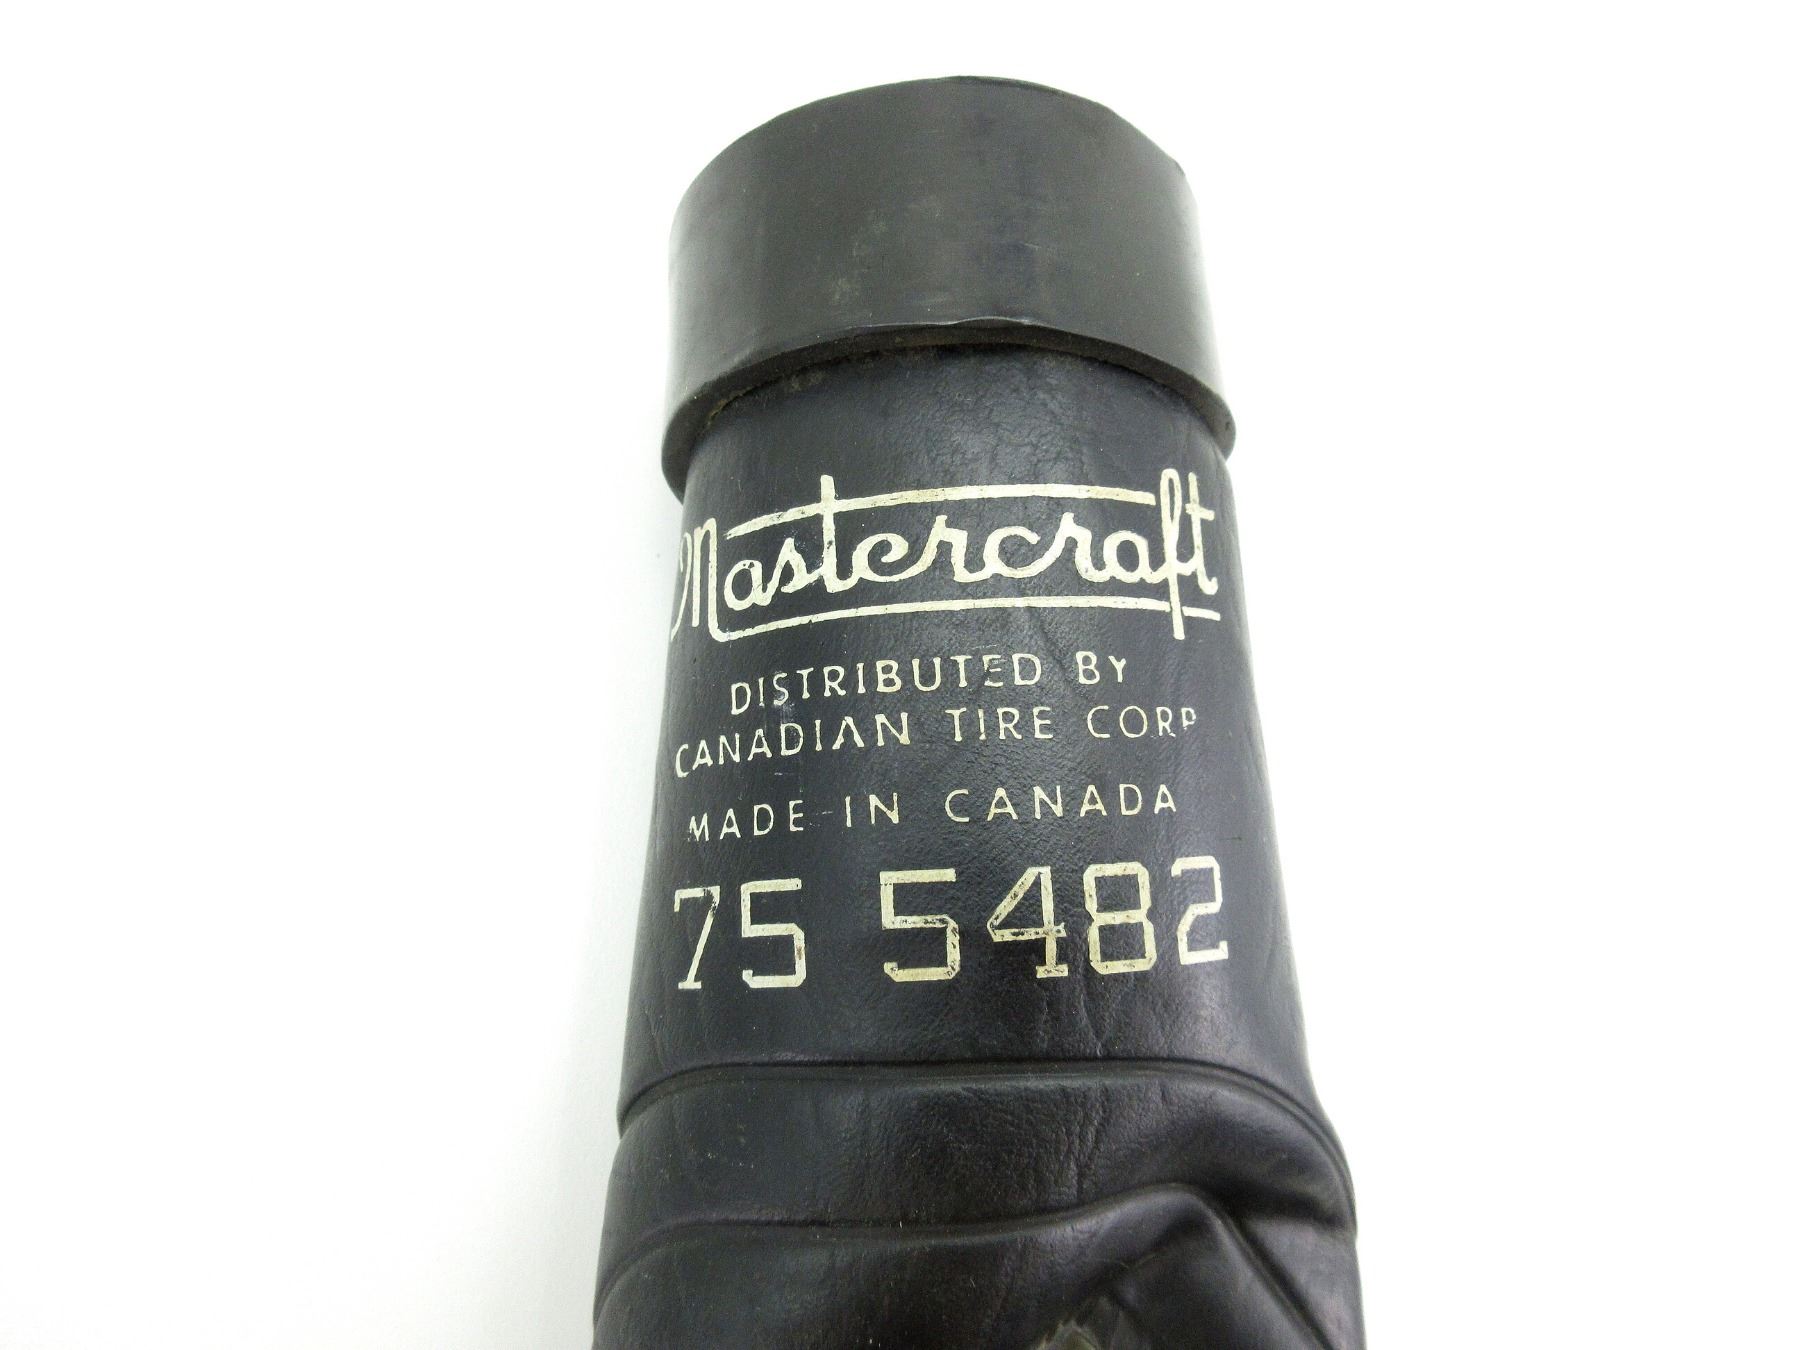 Mastercraft
DISTRIBUTED BY
CANADIAN TIRE CORP
MADE IN CANADA
75 5482